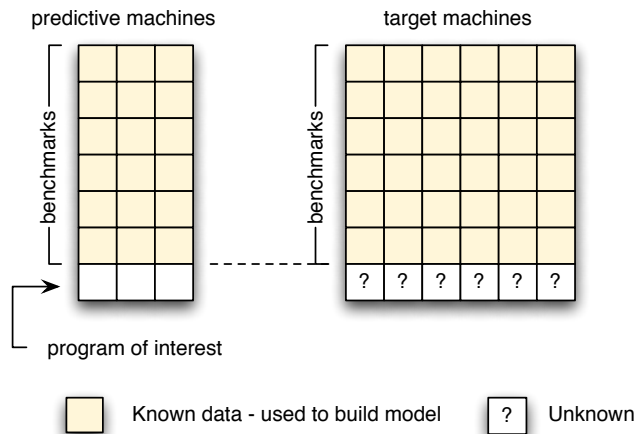 predictive machines
target machines
benchmarks
benchmarks
? ? ? ? ? ?
program of interest
Known data - used to build model
? Unknown